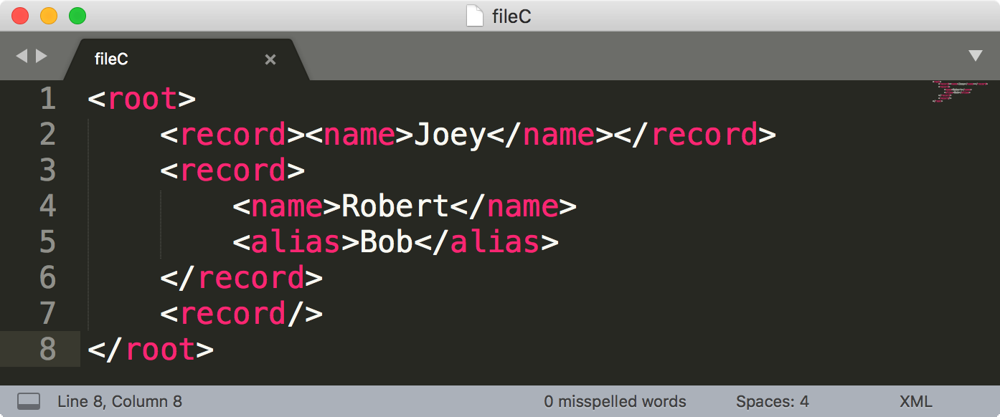 fileC
fileC ×
1 <root>
2     <record><name>Joey</name></record>
3     <record>
4         <name>Robert</name>
5         <alias>Bob</alias>
6     </record>
7     <record/>
8 </root>
Line 8, Column 8 0 misspelled words Spaces: 4 XML